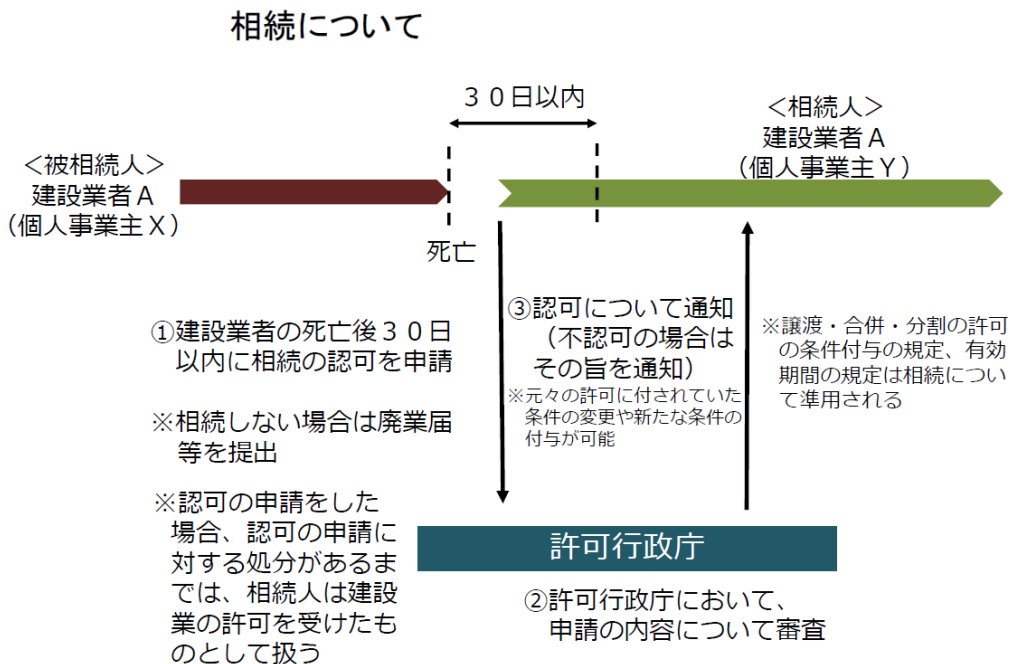 相続について
３０日以内
＜被相続人＞
建設業者Ａ
（個人事業主Ｘ）
＜相続人＞
建設業者Ａ
（個人事業主Ｙ）
死亡
①建設業者の死亡後３０日
以内に相続の認可を申請
※相続しない場合は廃業届
等を提出
※認可の申請をした
場合、認可の申請に
対する処分があるま
では、相続人は建設
業の許可を受けたも
のとして扱う
③認可について通知
（不認可の場合は
その旨を通知）
※元々の許可に付されていた
条件の変更や新たな条件の
付与が可能
※譲渡・合併・分割の許可
の条件付与の規定、有効
期間の規定は相続につい
て準用される
許可行政庁
②許可行政庁において、
申請の内容について審査